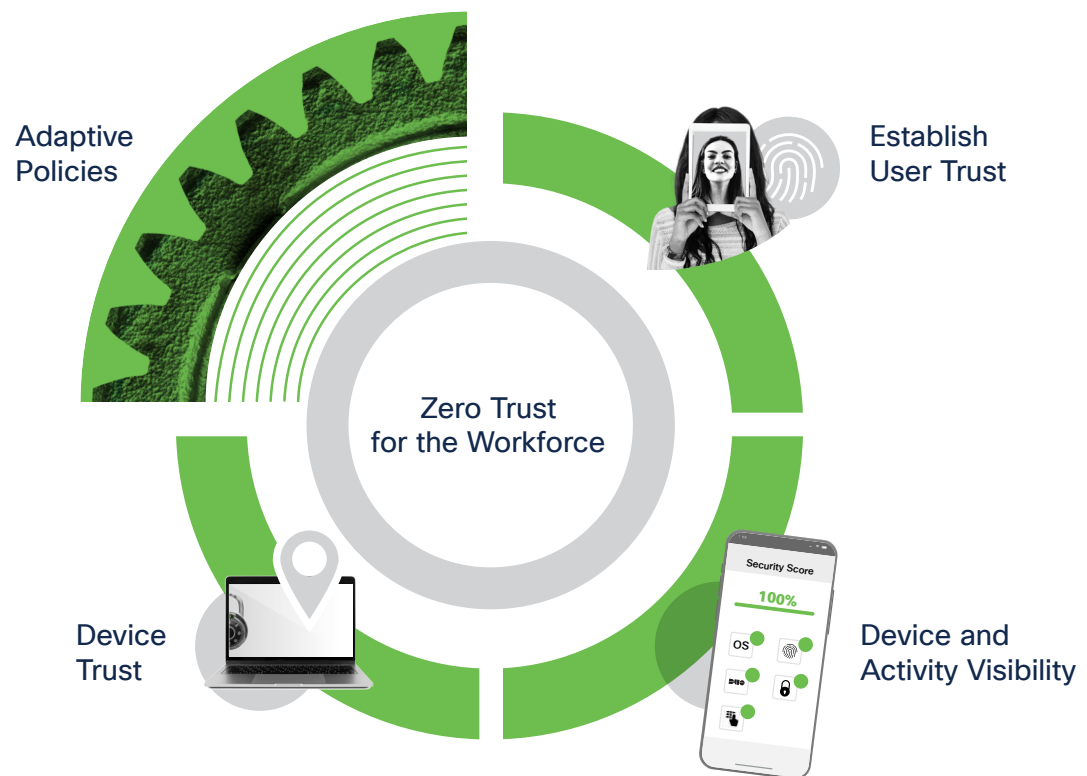 Adaptive
Policies
Establish
User Trust
Zero Trust
for the Workforce
Device
Trust
Security Score
100%
OS
Device and
Activity Visibility